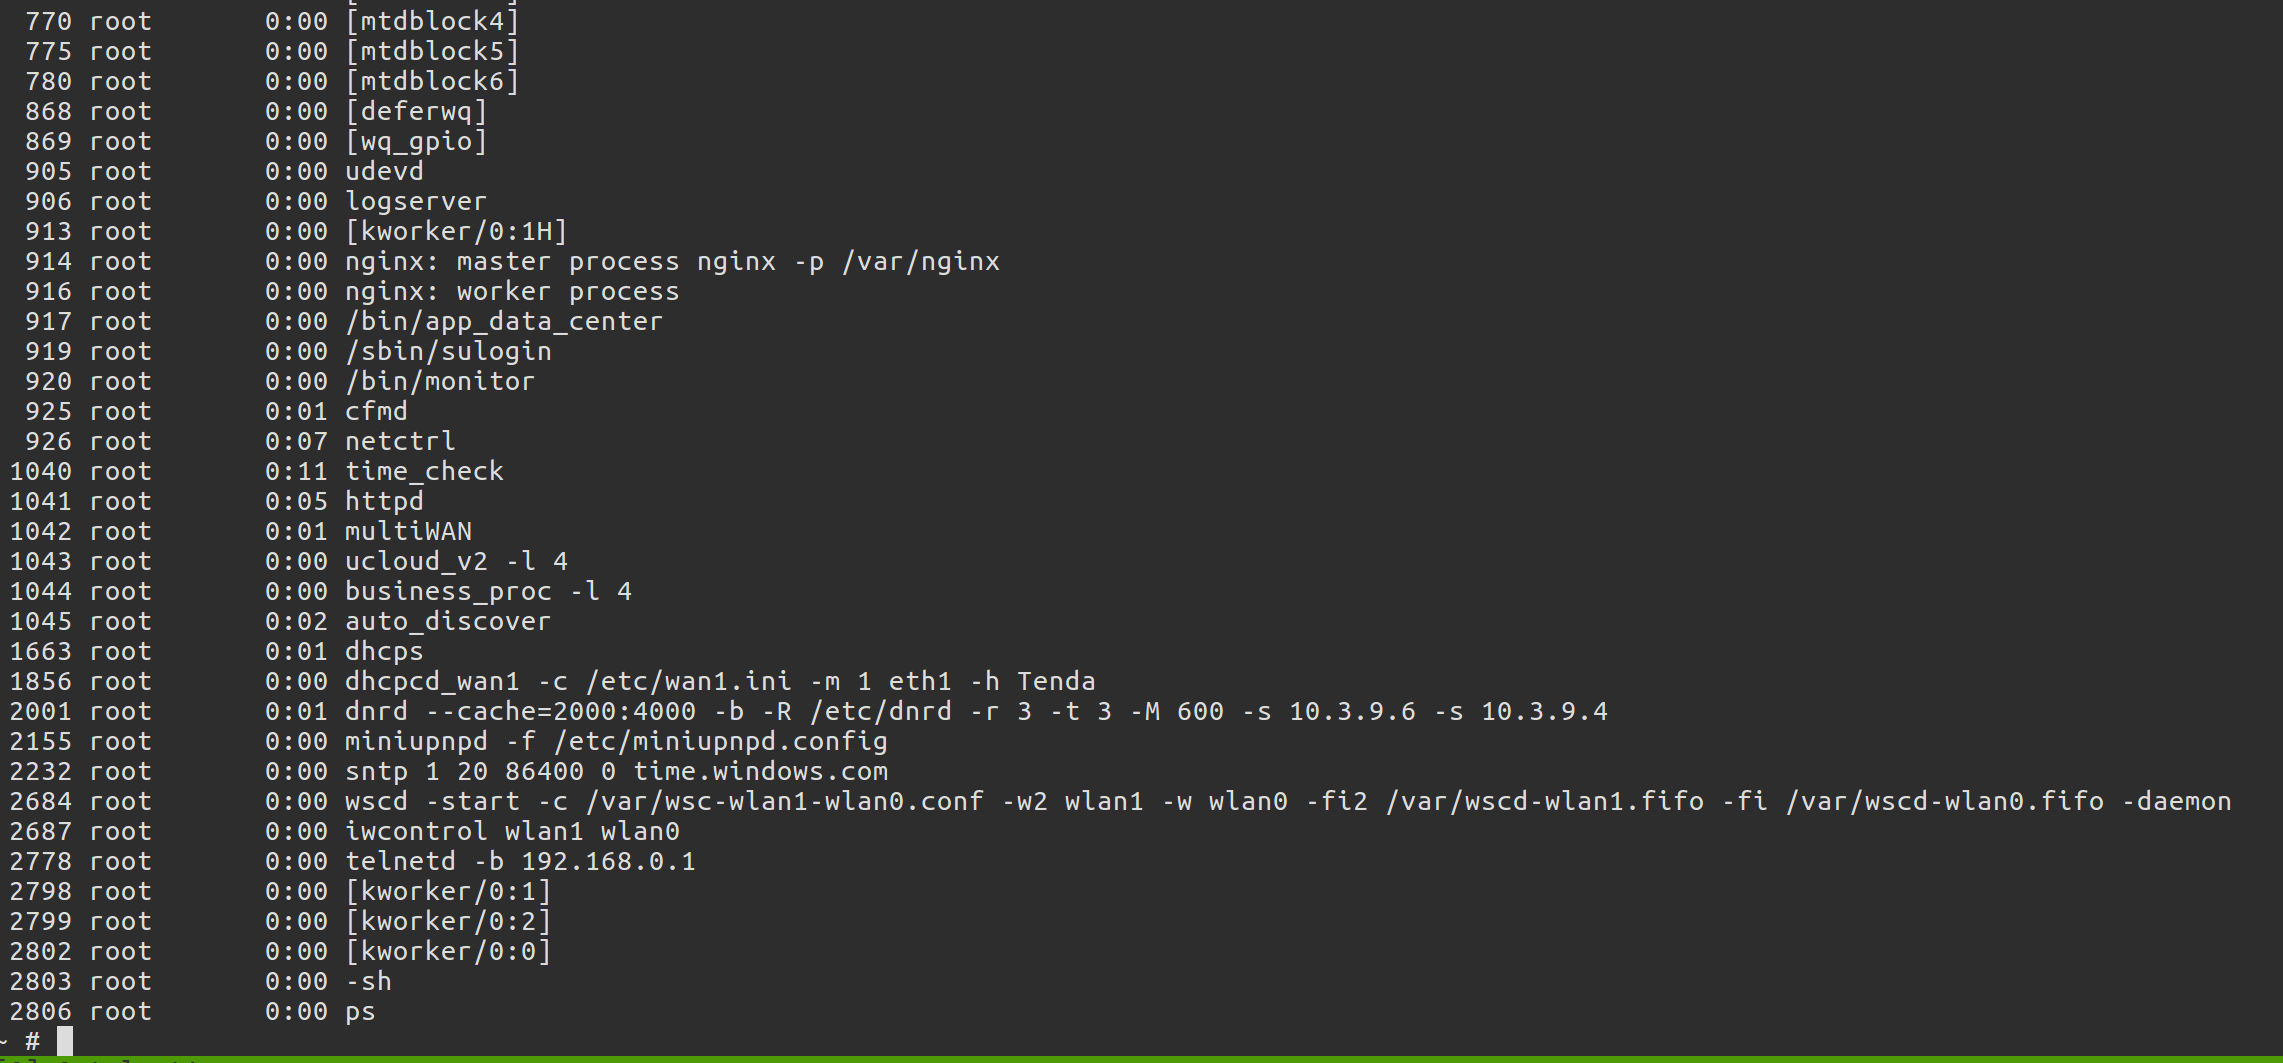 770 root       0:00 [mtdblock4]
775 root       0:00 [mtdblock5]
780 root       0:00 [mtdblock6]
868 root       0:00 [deferwq]
869 root       0:00 [wq_gpio]
905 root       0:00 udevd
906 root       0:00 logserver
913 root       0:00 [kworker/0:1H]
914 root       0:00 nginx: master process nginx -p /var/nginx
916 root       0:00 nginx: worker process
917 root       0:00 /bin/app_data_center
919 root       0:00 /sbin/sulogin
920 root       0:00 /bin/monitor
925 root       0:01 cfmd
926 root       0:07 netctrl
1040 root       0:11 time_check
1041 root       0:05 httpd
1042 root       0:01 multiWAN
1043 root       0:00 ucloud_v2 -l 4
1044 root       0:00 business_proc -l 4
1045 root       0:02 auto_discover
1663 root       0:01 dhcps
1856 root       0:00 dhcpcd_wan1 -c /etc/wan1.ini -m 1 eth1 -h Tenda
2001 root       0:01 dnrd --cache=2000:4000 -b -R /etc/dnrd -r 3 -t 3 -M 600 -s 10.3.9.6 -s 10.3.9.4
2155 root       0:00 miniupnpd -f /etc/miniupnpd.config
2232 root       0:00 sntp 1 20 86400 0 time.windows.com
2684 root       0:00 wscd -start -c /var/wsc-wlan1-wlan0.conf -w2 wlan1 -w wlan0 -fi2 /var/wscd-wlan1.fifo -fi /var/wscd-wlan0.fifo -daemon
2687 root       0:00 iwcontrol wlan1 wlan0
2778 root       0:00 telnetd -b 192.168.0.1
2798 root       0:00 [kworker/0:1]
2799 root       0:00 [kworker/0:2]
2802 root       0:00 [kworker/0:0]
2803 root       0:00 -sh
2806 root       0:00 ps
~ #